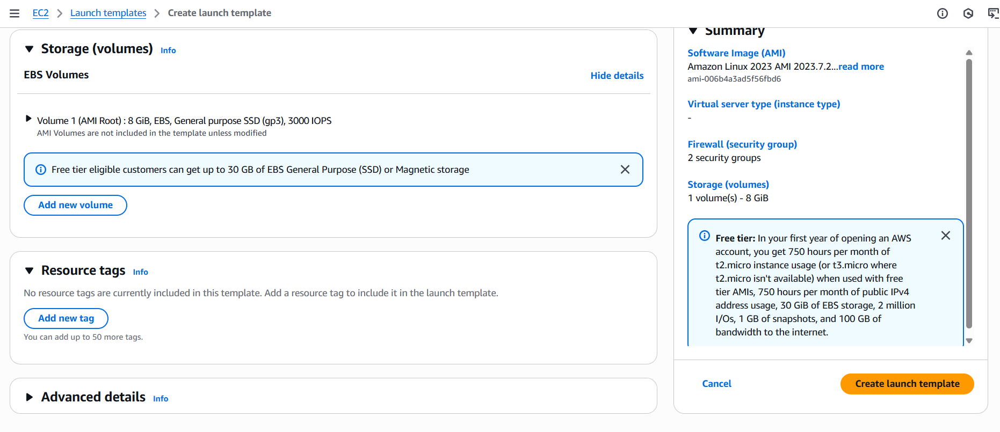 EC2 > Launch templates > Create launch template
Storage (volumes) Info
EBS Volumes
Hide details
Volume 1 (AMI Root) : 8 GiB, EBS, General purpose SSD (gp3), 3000 IOPS
AMI Volumes are not included in the template unless modified
Free tier eligible customers can get up to 30 GB of EBS General Purpose (SSD) or Magnetic storage
Add new volume
Resource tags Info
No resource tags are currently included in this template. Add a resource tag to include it in the launch template.
Add new tag
You can add up to 50 more tags.
Advanced details Info
Summary
Software Image (AMI)
Amazon Linux 2023 AMI 2023.7.2...read more
ami-006b4a3ad5f56fbd6
Virtual server type (instance type)
-
Firewall (security group)
2 security groups
Storage (volumes)
1 volume(s) - 8 GiB
Free tier: In your first year of opening an AWS
account, you get 750 hours per month of
t2.micro instance usage (or t3.micro where
t2.micro isn't available) when used with free
tier AMIs, 750 hours per month of public IPv4
address usage, 30 GiB of EBS storage, 2 million
I/Os, 1 GB of snapshots, and 100 GB of
bandwidth to the internet.
Cancel
Create launch template